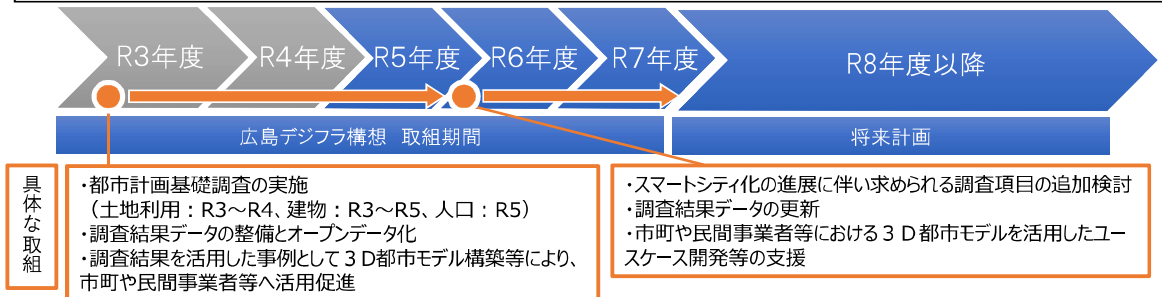 R3年度
R4年度
R5年度
R6年度
R7年度
R8年度以降
広島デジフラ構想　取組期間
将来計画
具体な取組
・都市計画基礎調査の実施
（土地利用：R3～R4、建物：R3～R5、人口：R5）
・調査結果データの整備とオープンデータ化
・調査結果を活用した事例として３Ｄ都市モデル構築等により、
市町や民間事業者等へ活用促進
・スマートシティ化の進展に伴い求められる調査項目の追加検討
・調査結果データの更新
・市町や民間事業者等における３Ｄ都市モデルを活用したユー
スケース開発等の支援